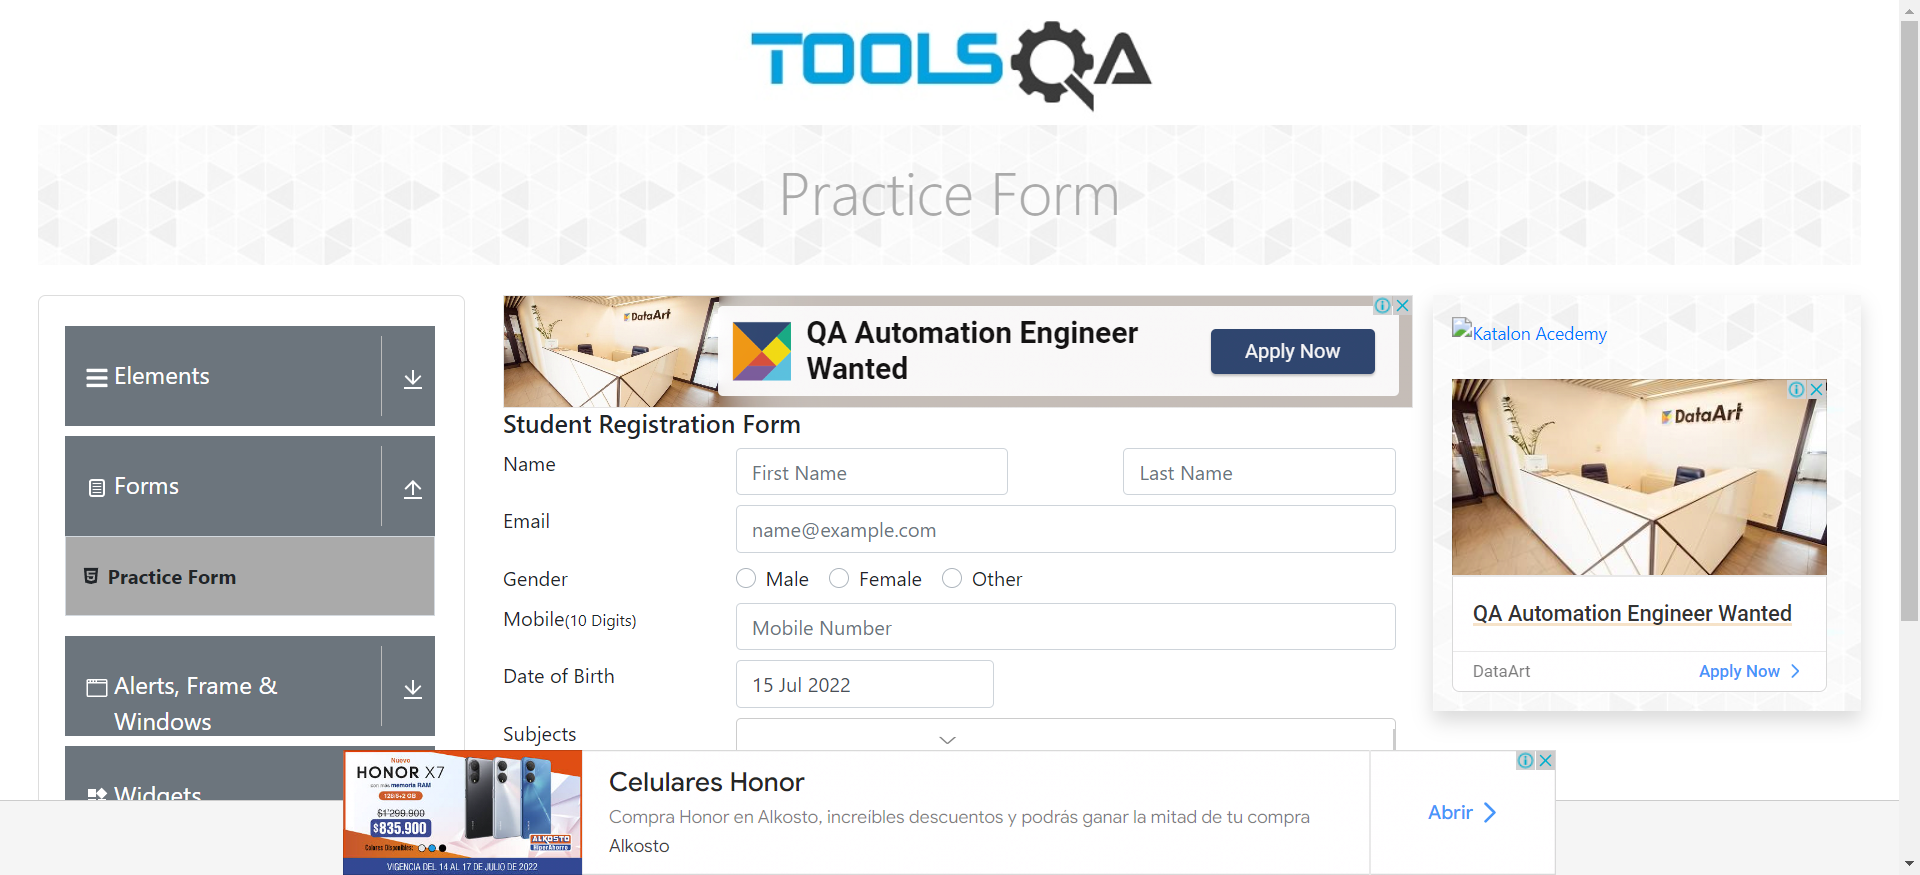 TOOLSQA
Practice Form
Elements
Forms
Practice Form
Alerts, Frame &
Windows
Widgets
DataArt
QA Automation Engineer
Wanted
Apply Now
Student Registration Form
Name
First Name
Last Name
Email
name@example.com
Gender
Male
Female
Other
Mobile(10 Digits)
Mobile Number
Date of Birth
15 Jul 2022
Subjects
Katalon Acedemy
DataArt
QA Automation Engineer Wanted
DataArt
Apply Now
Nuevo
HONOR X7
con más memoria RAM
128+2 GB
$1'299.900
$835.900
Colores Disponibles:
ALKOSTO
HiperAhorro
VIGENCIA DEL 14 AL 17 DE JULIO DE 2022
Celulares Honor
Compra Honor en Alkosto, increíbles descuentos y podrás ganar la mitad de tu compra
Alkosto
Abrir